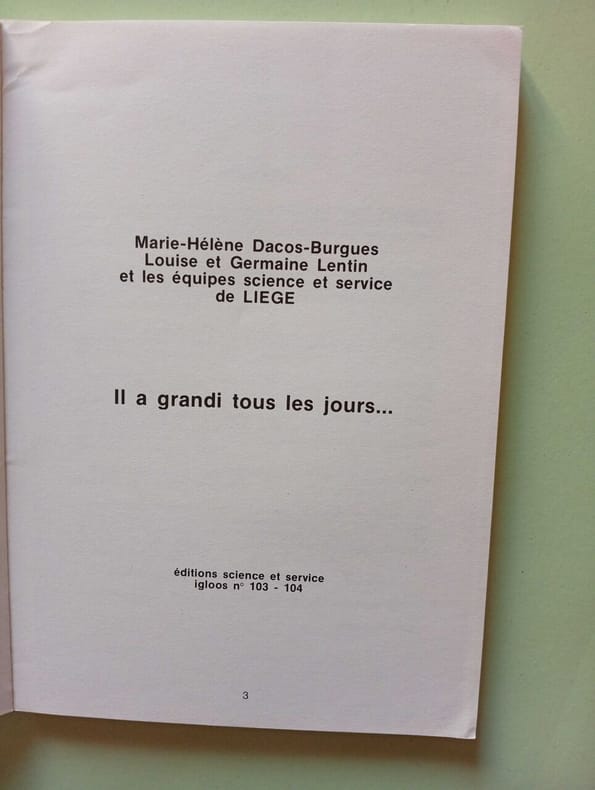 Marie-Hélène Dacos-Burgues
Louise et Germaine Lentin
et les équipes science et service
de LIEGE
Il a grandi tous les jours...
éditions science et service
igloos n° 103 - 104
3